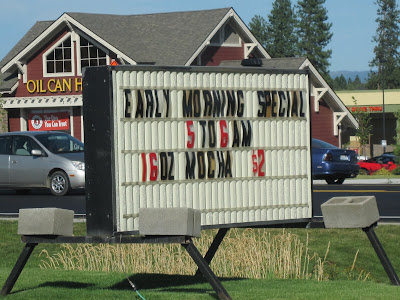 OIL CAN H
EARLY MORNING SPECIAL
5 TO 6 AM
16OZ MOCHA $2